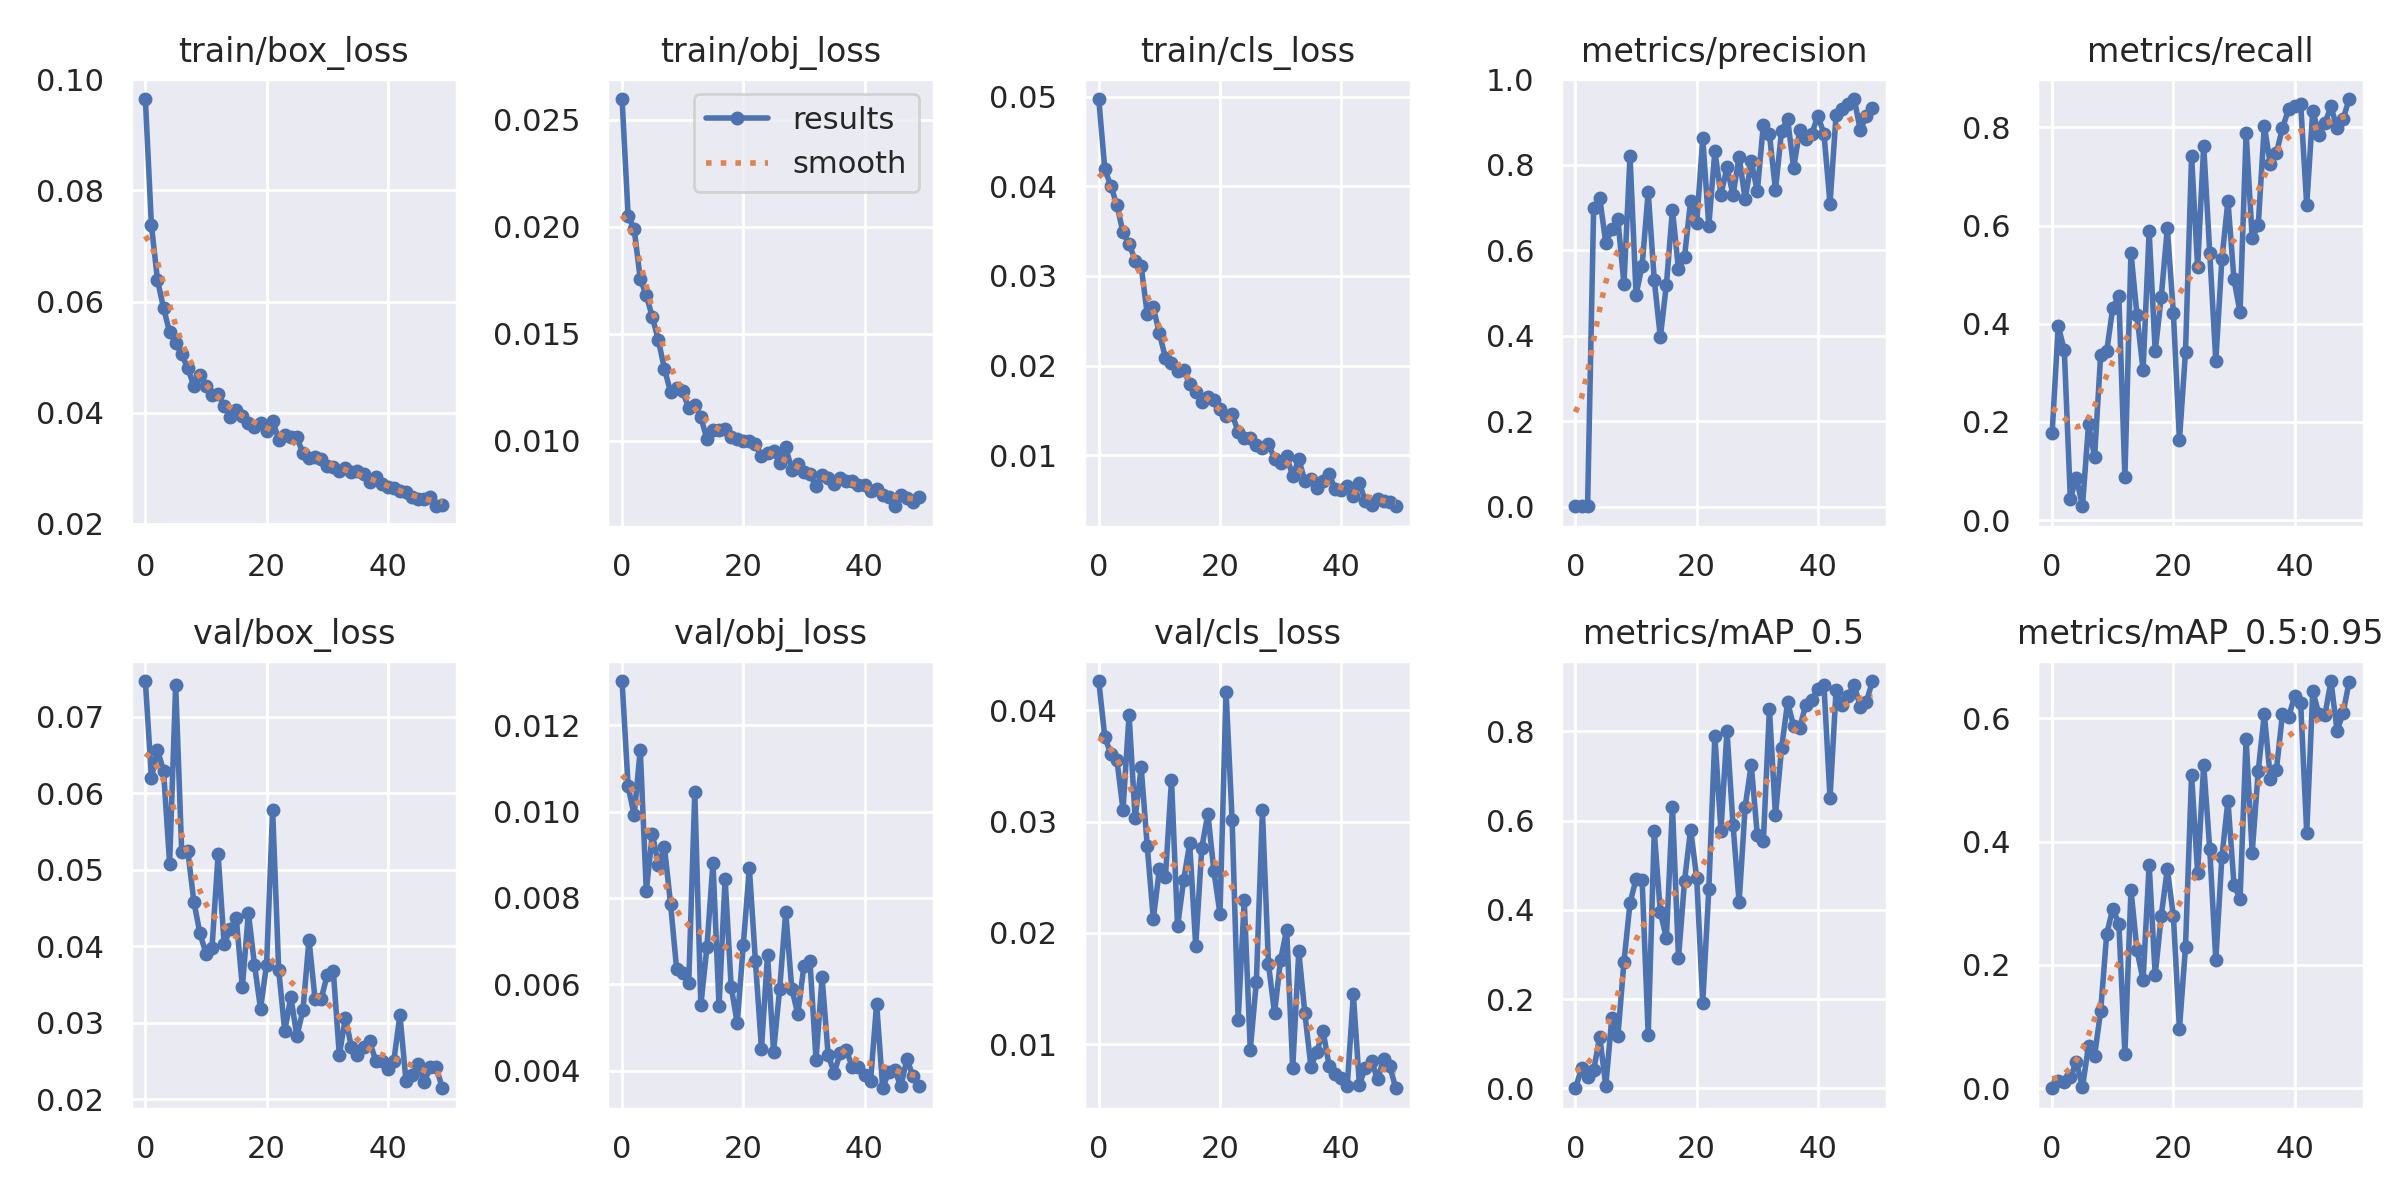 train/box_loss
0.10
0.08
0.06
0.04
0.02
0 20 40
train/obj_loss
results
smooth
0.025
0.020
0.015
0.010
0 20 40
train/cls_loss
0.05
0.04
0.03
0.02
0.01
0 20 40
metrics/precision
1.0
0.8
0.6
0.4
0.2
0.0
0 20 40
metrics/recall
0.8
0.6
0.4
0.2
0.0
0 20 40
val/box_loss
0.07
0.06
0.05
0.04
0.03
0.02
0 20 40
val/obj_loss
0.012
0.010
0.008
0.006
0.004
0 20 40
val/cls_loss
0.04
0.03
0.02
0.01
0 20 40
metrics/mAP_0.5
0.8
0.6
0.4
0.2
0.0
0 20 40
metrics/mAP_0.5:0.95
0.6
0.4
0.2
0.0
0 20 40